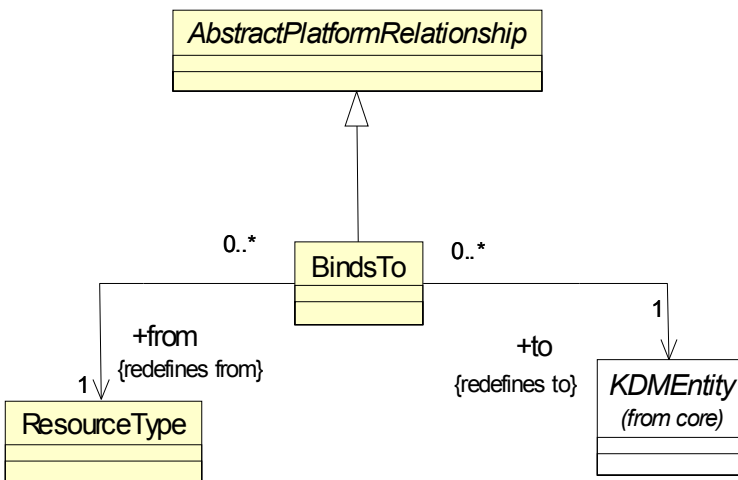 AbstractPlatformRelationship
0..*
BindsTo
0..*
+from
{redefines from}
1
ResourceType
1
+to
{redefines to}
KDMEntity
(from core)